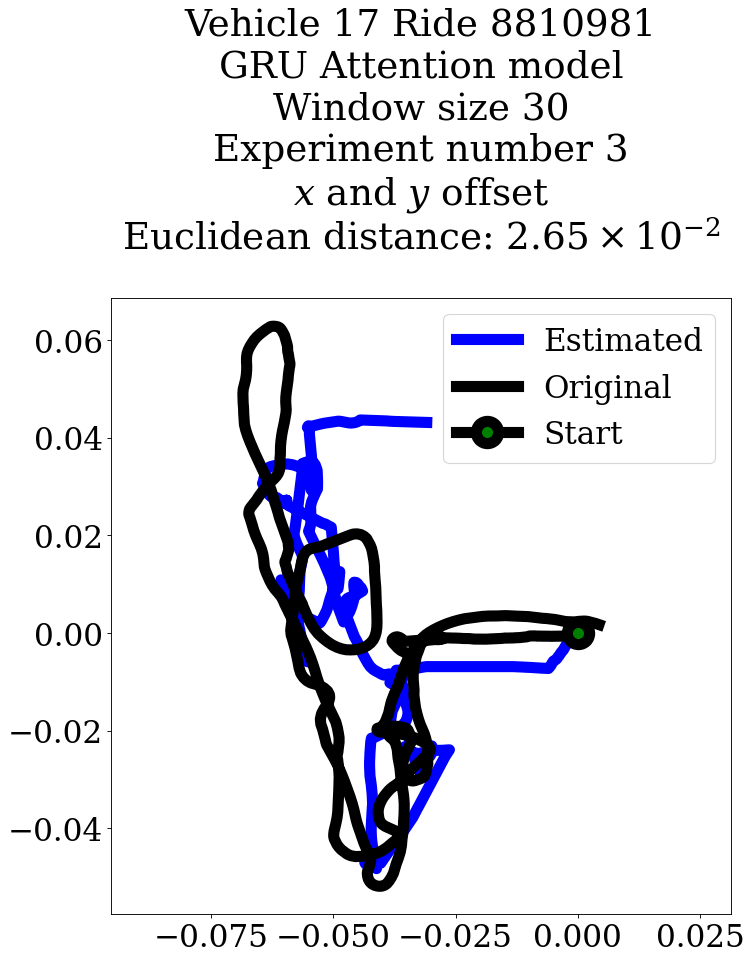 Vehicle 17 Ride 8810981
GRU Attention model
Window size 30
Experiment number 3
x and y offset
Euclidean distance: 2.65 × 10⁻²
Estimated
Original
Start
0.06
0.04
0.02
0.00
−0.02
−0.04
−0.075 −0.050 −0.025 0.000 0.025